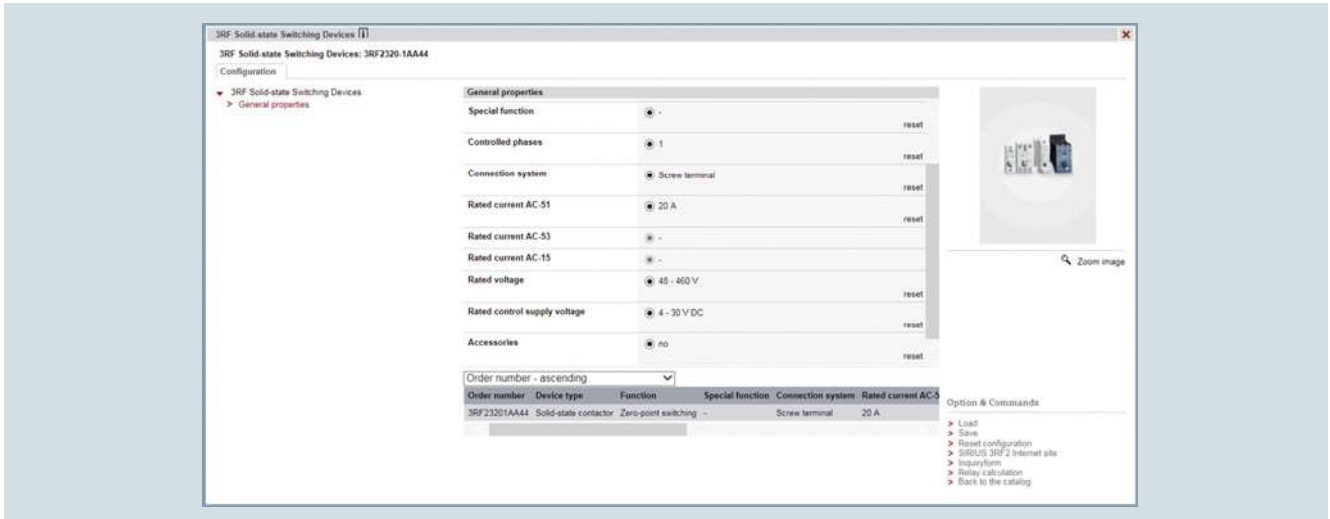 3RF Solid-state Switching Devices
3RF Solid-state Switching Devices: 3RF2320-1AA44
Configuration
3RF Solid-state Switching Devices
> General properties
General properties
Special function -
reset
Controlled phases 1
reset
Connection system Screw terminal
reset
Rated current AC-51 20 A
reset
Rated current AC-53 -
Rated current AC-15 -
Rated voltage 48 - 460 V
reset
Rated control supply voltage 4 - 30 V DC
reset
Accessories no
reset
Zoom image
Order number - ascending
Order number Device type Function Special function Connection system Rated current AC-5
3RF23201AA44 Solid-state contactor Zero-point switching - Screw terminal 20 A
Option & Commands
> Load
> Save
> Reset configuration
> SIRIUS 3RF2 Internet site
> Inquiryform
> Relay calculation
> Back to the catalog